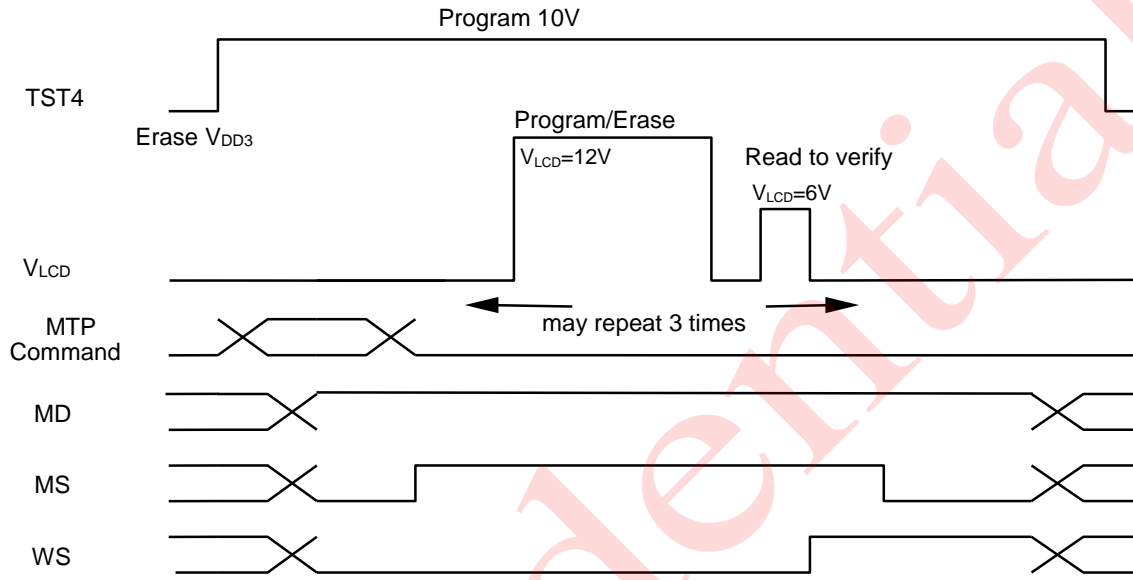 Program 10V
TST4
Erase VDD3
Program/Erase
VLCD=12V
Read to verify
VLCD=6V
VLCD
may repeat 3 times
MTP
Command
MD
MS
WS
dential